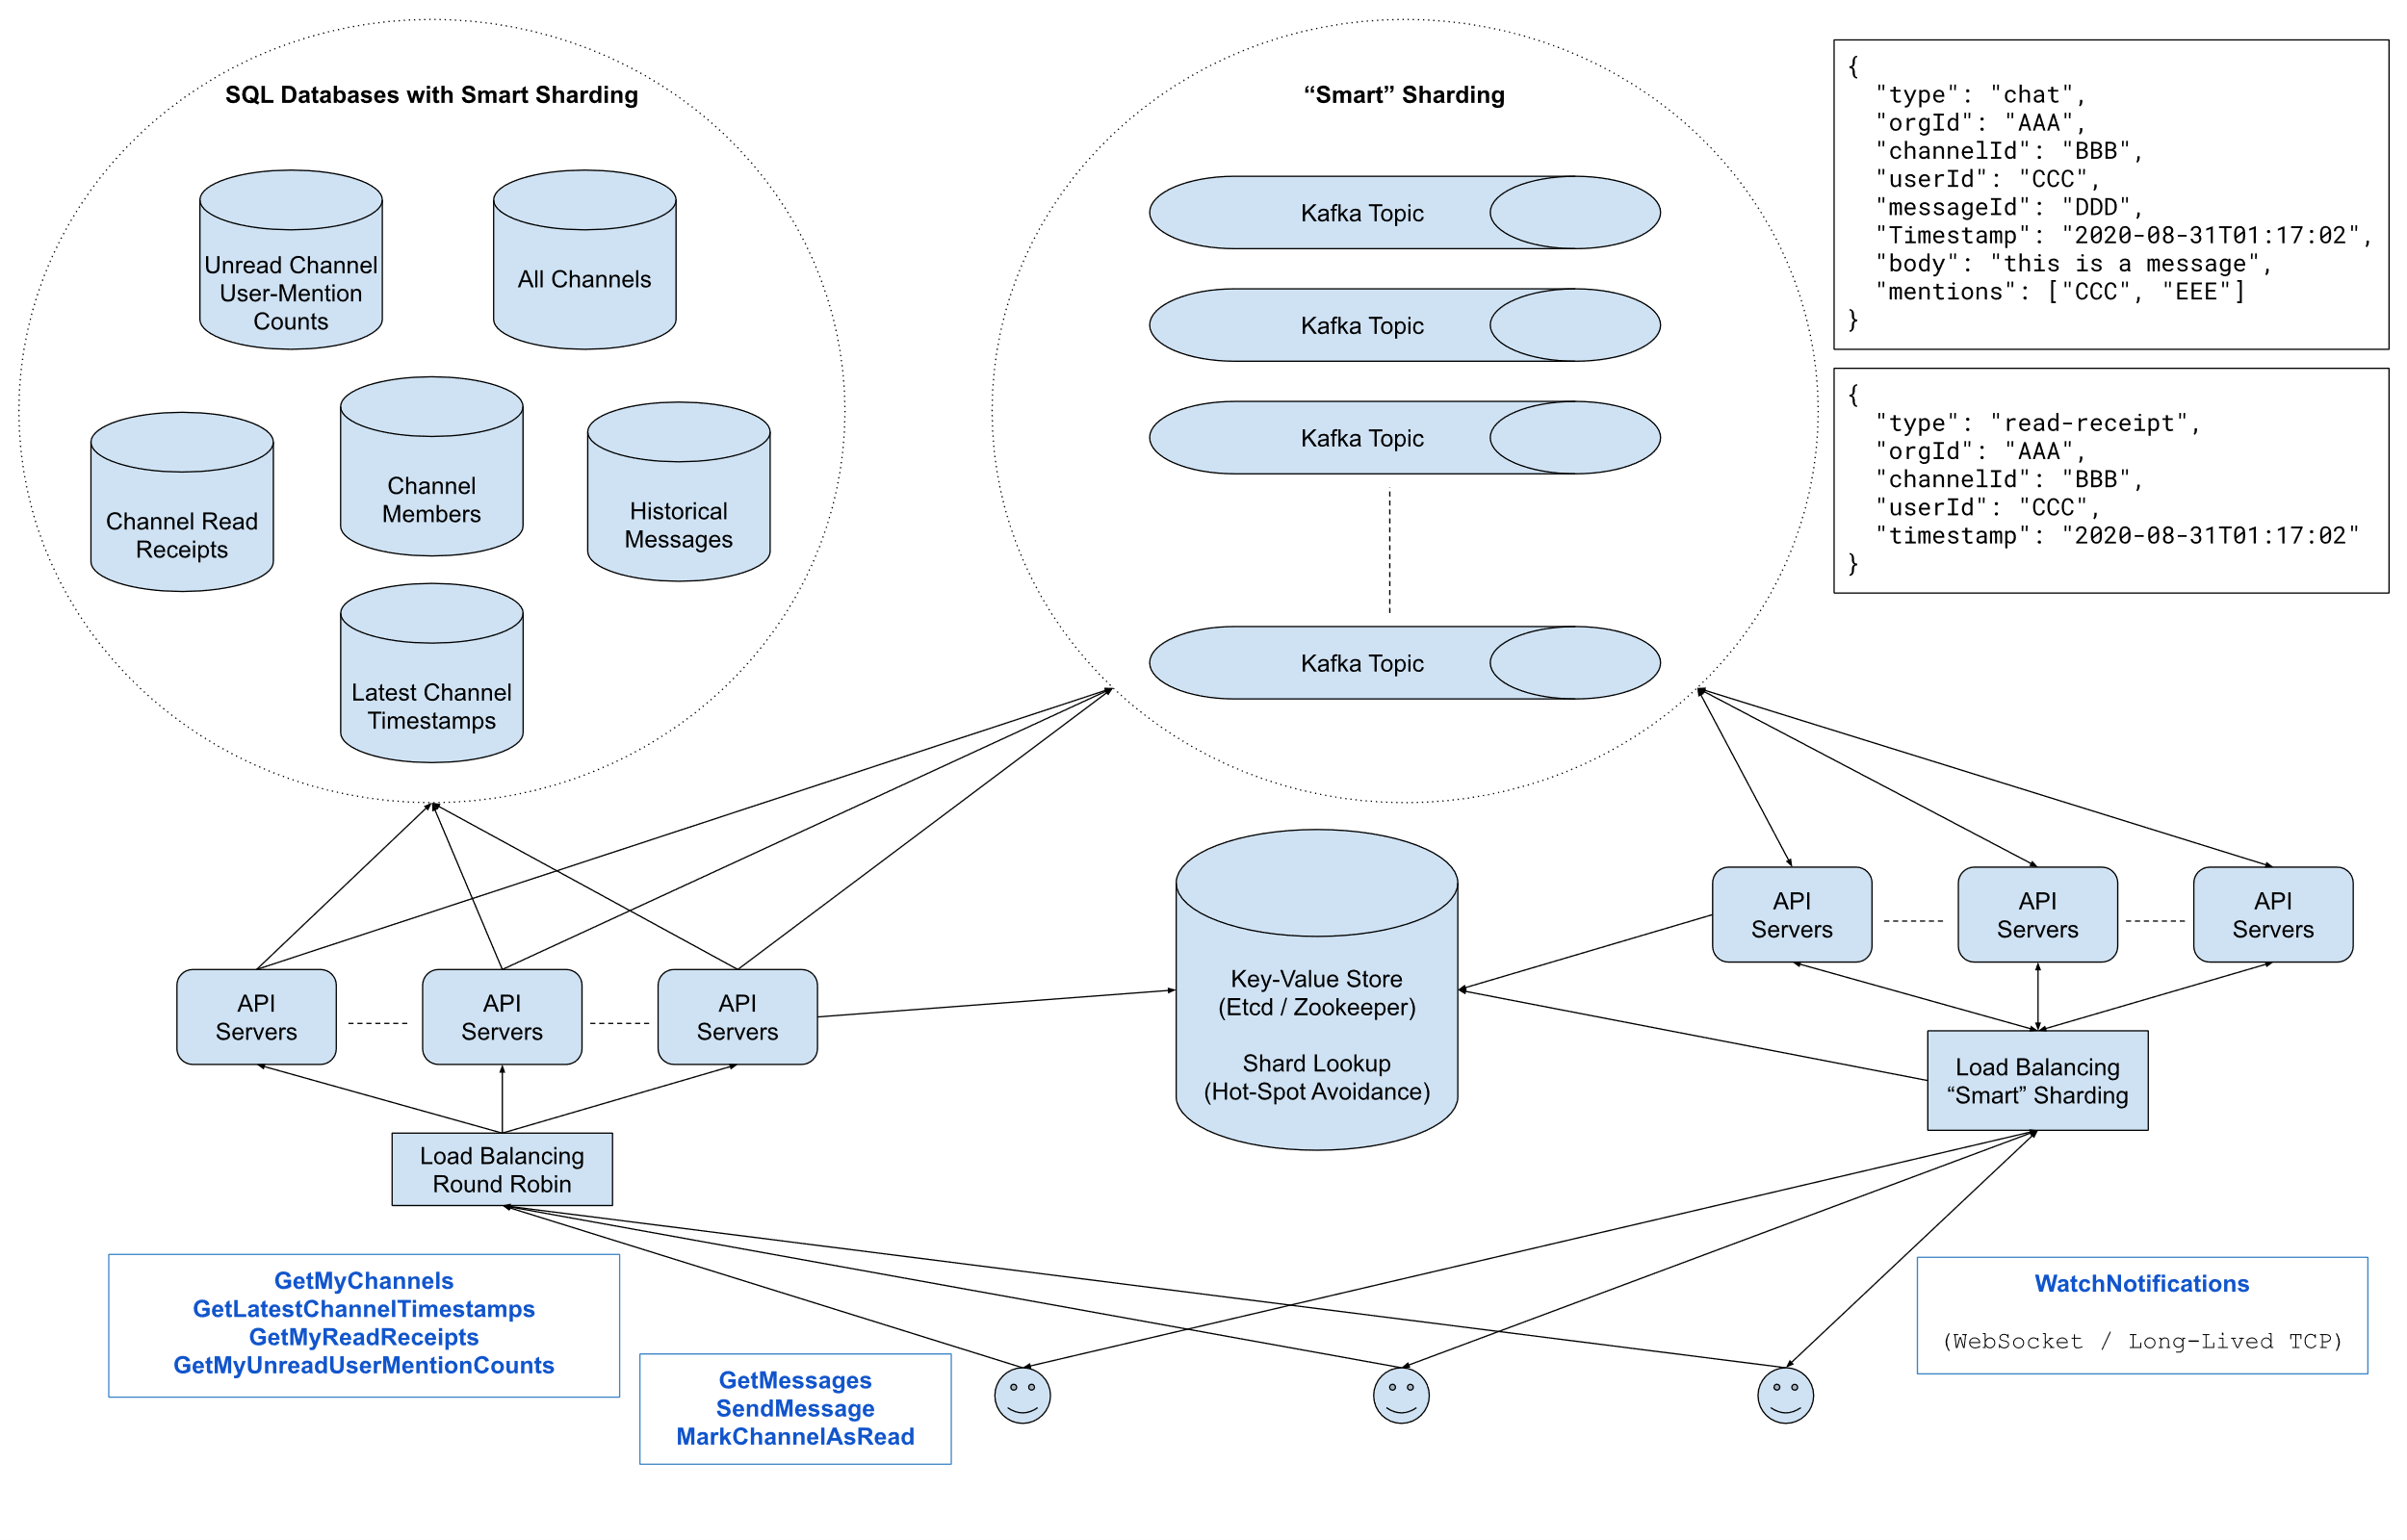 SQL Databases with Smart Sharding
Unread Channel
User-Mention
Counts
All Channels
Channel Read
Receipts
Channel
Members
Historical
Messages
Latest Channel
Timestamps
“Smart” Sharding
Kafka Topic
Kafka Topic
Kafka Topic
Kafka Topic
{
"type": "chat",
"orgId": "AAA",
"channelId": "BBB",
"userId": "CCC",
"messageId": "DDD",
"Timestamp": "2020-08-31T01:17:02",
"body": "this is a message",
"mentions": ["CCC", "EEE"]
}
{
"type": "read-receipt",
"orgId": "AAA",
"channelId": "BBB",
"userId": "CCC",
"timestamp": "2020-08-31T01:17:02"
}
API
Servers
API
Servers
API
Servers
Key-Value Store
(Etcd / Zookeeper)
Shard Lookup
(Hot-Spot Avoidance)
API
Servers
API
Servers
API
Servers
Load Balancing
Round Robin
Load Balancing
“Smart” Sharding
GetMyChannels
GetLatestChannelTimestamps
GetMyReadReceipts
GetMyUnreadUserMentionCounts
GetMessages
SendMessage
MarkChannelAsRead
WatchNotifications
(WebSocket / Long-Lived TCP)